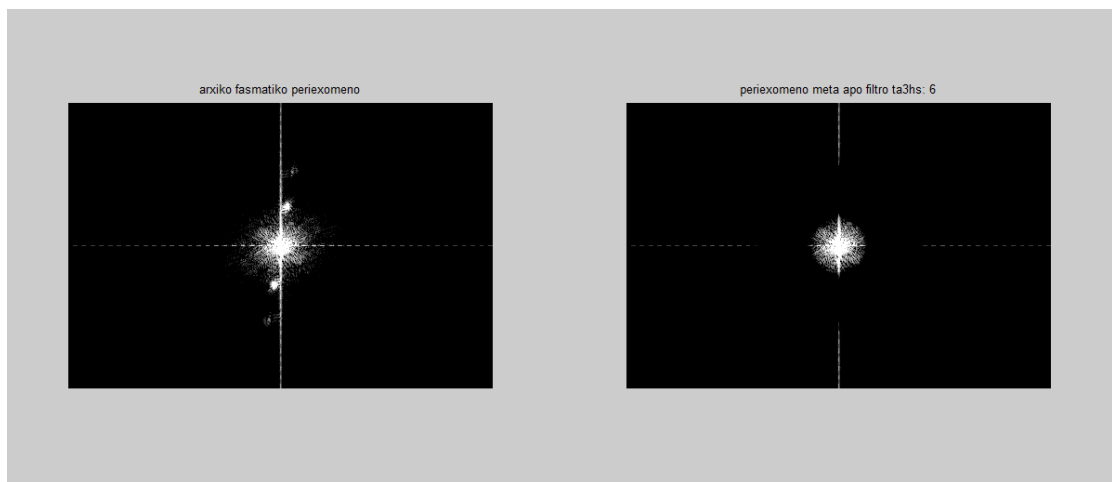 arxiko fasmatiko periexomeno
periexomeno meta apo filtro ta3hs: 6